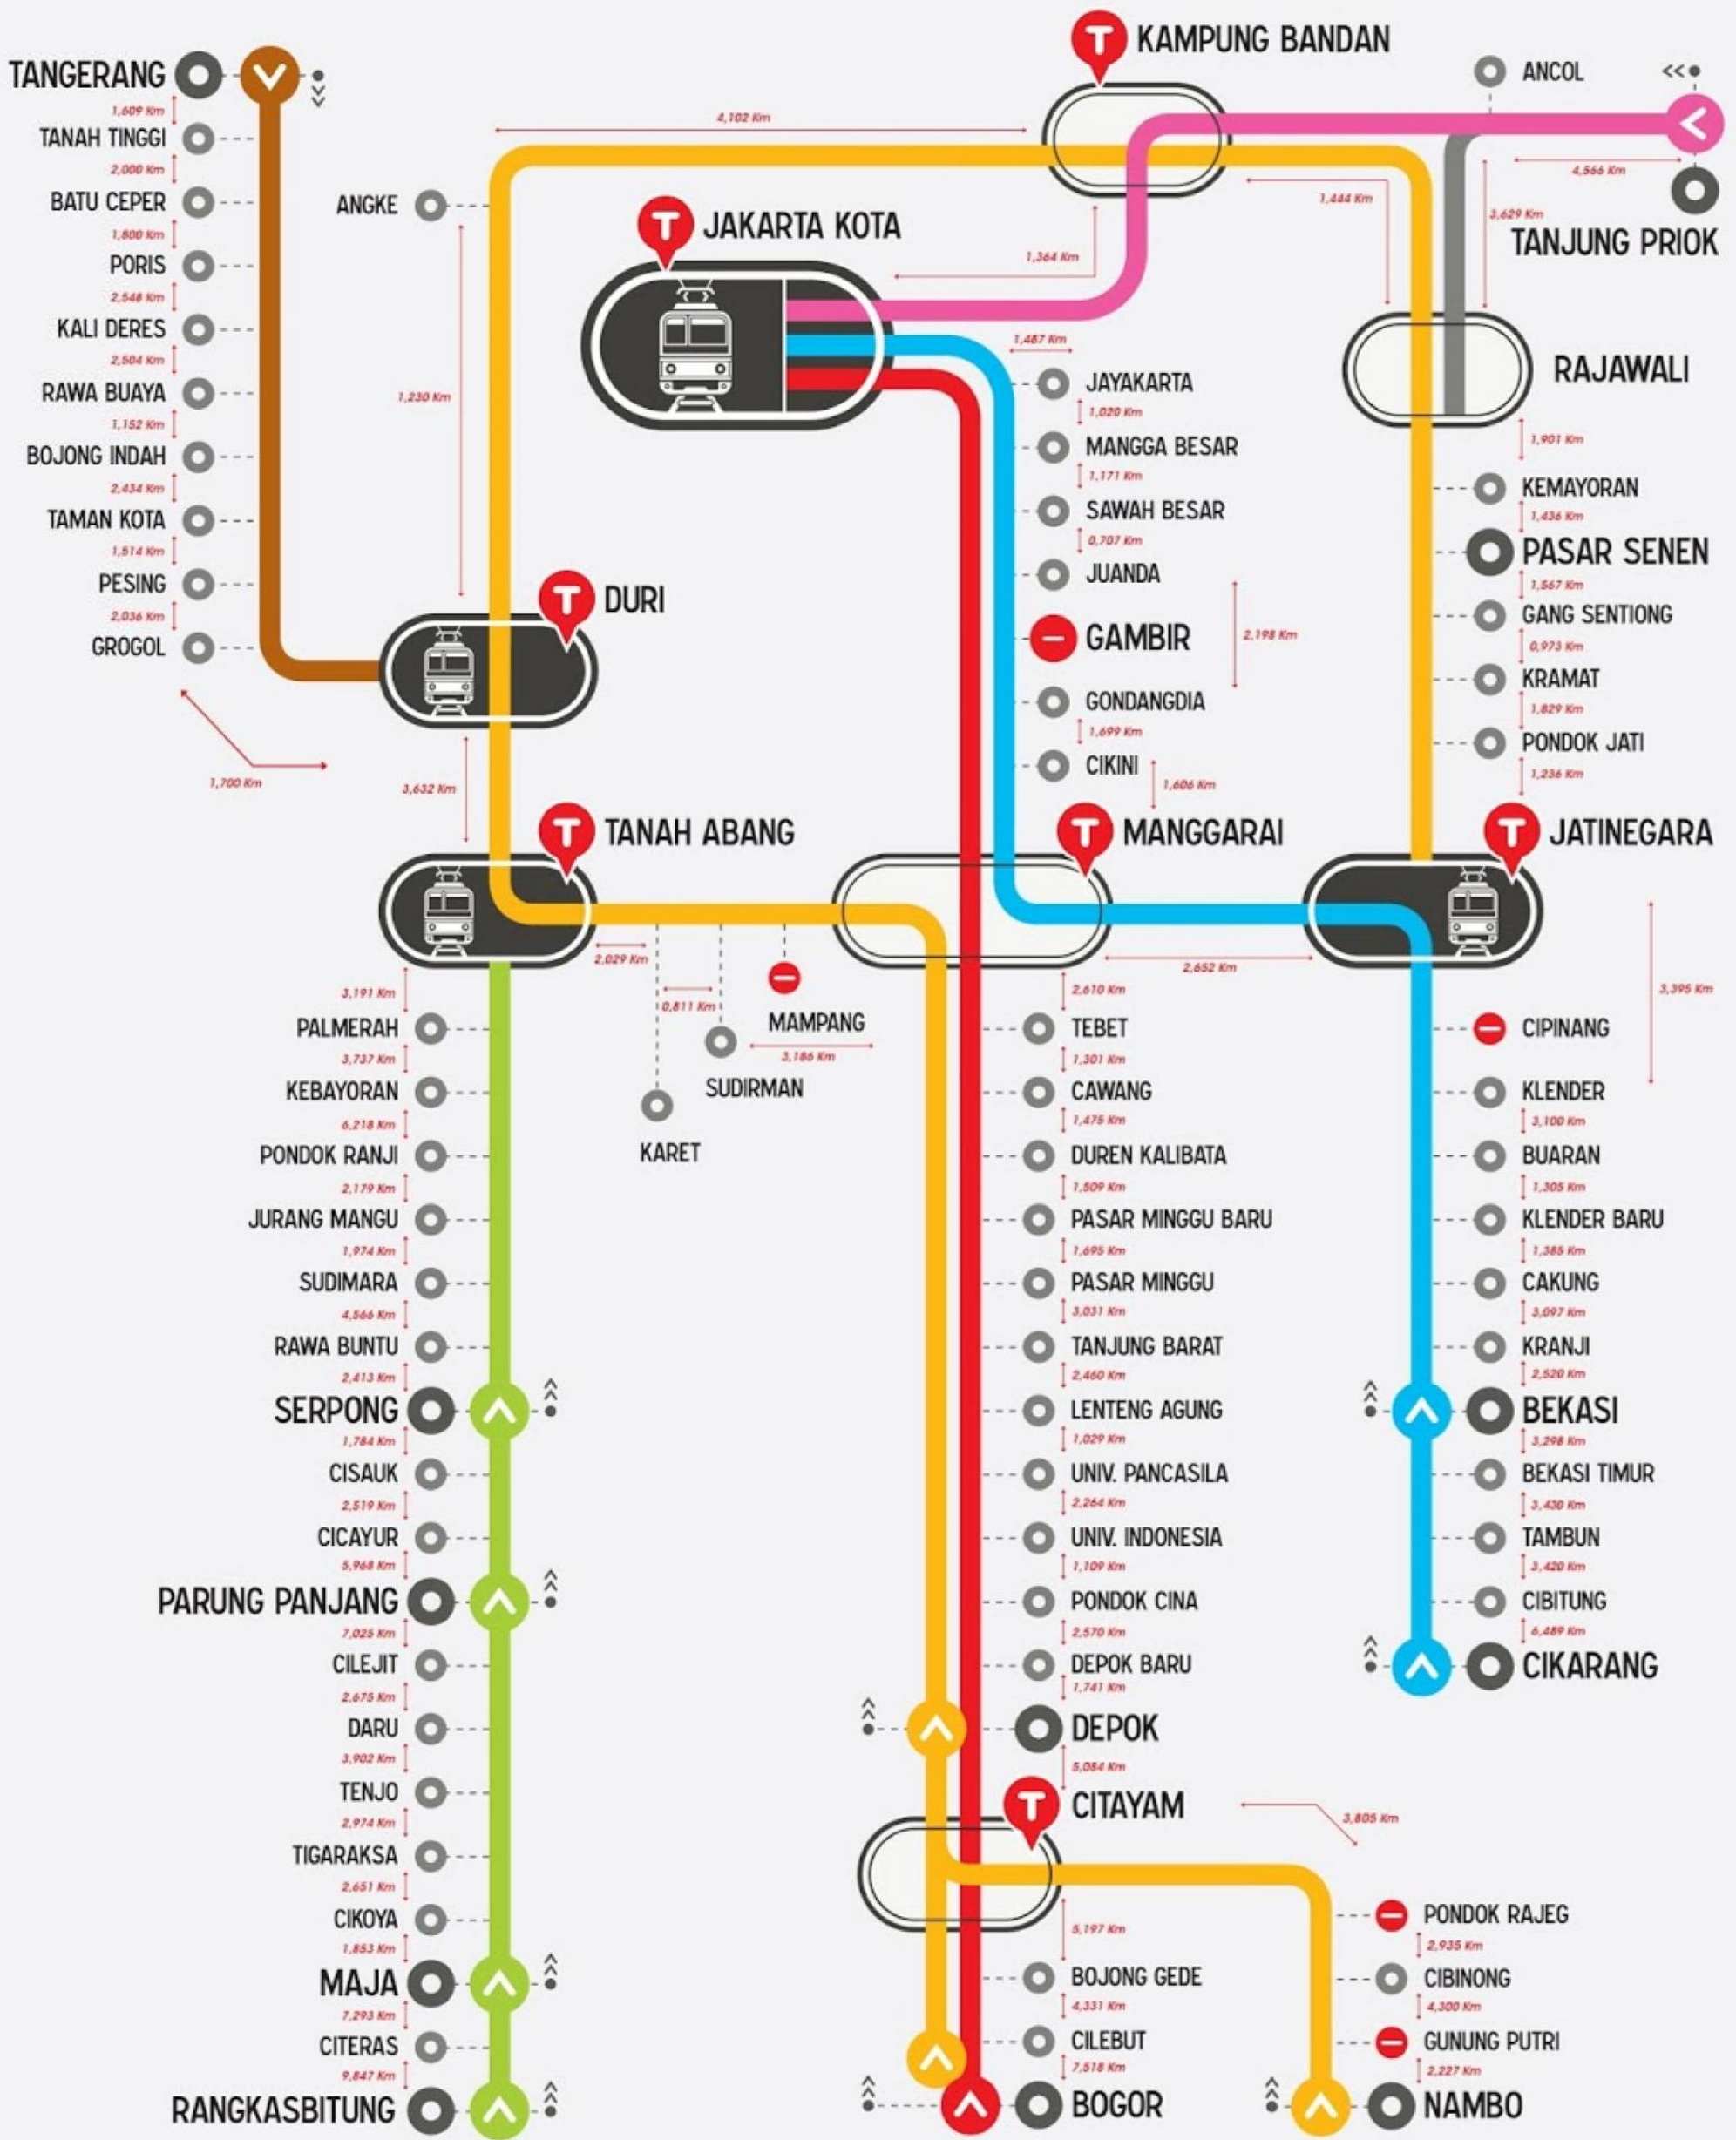 TANGERANG
1,609 Km
TANAH TINGGI
2,000 Km
BATU CEPER
1,800 Km
PORIS
2,548 Km
KALI DERES
2,504 Km
RAWA BUAYA
1,152 Km
BOJONG INDAH
2,434 Km
TAMAN KOTA
1,514 Km
PESING
2,036 Km
GROGOL
1,700 Km
ANGKE
1,230 Km
4,102 Km
T
KAMPUNG BANDAN
ANCOL
4,566 Km
TANJUNG PRIOK
3,629 Km
1,444 Km
1,364 Km
T
JAKARTA KOTA
1,487 Km
JAYAKARTA
1,020 Km
MANGGA BESAR
1,171 Km
SAWAH BESAR
0,707 Km
JUANDA
GAMBIR
2,198 Km
GONDANGDIA
1,699 Km
CIKINI
1,606 Km
RAJAWALI
1,901 Km
KEMAYORAN
1,436 Km
PASAR SENEN
1,567 Km
GANG SENTIONG
0,973 Km
KRAMAT
1,829 Km
PONDOK JATI
1,236 Km
T
DURI
3,632 Km
T
TANAH ABANG
T
MANGGARAI
T
JATINEGARA
2,029 Km
0,811 Km
MAMPANG
3,186 Km
SUDIRMAN
KARET
2,652 Km
3,395 Km
3,191 Km
PALMERAH
3,737 Km
KEBAYORAN
6,218 Km
PONDOK RANJI
2,179 Km
JURANG MANGU
1,974 Km
SUDIMARA
4,566 Km
RAWA BUNTU
2,413 Km
SERPONG
1,784 Km
CISAUK
2,519 Km
CICAYUR
5,968 Km
PARUNG PANJANG
7,025 Km
CILEJIT
2,675 Km
DARU
3,902 Km
TENJO
2,974 Km
TIGARAKSA
2,651 Km
CIKOYA
1,853 Km
MAJA
7,293 Km
CITERAS
9,847 Km
RANGKASBITUNG
2,610 Km
TEBET
1,301 Km
CAWANG
1,475 Km
DUREN KALIBATA
1,509 Km
PASAR MINGGU BARU
1,695 Km
PASAR MINGGU
3,031 Km
TANJUNG BARAT
2,460 Km
LENTENG AGUNG
1,029 Km
UNIV. PANCASILA
2,264 Km
UNIV. INDONESIA
1,109 Km
PONDOK CINA
2,570 Km
DEPOK BARU
1,741 Km
DEPOK
5,084 Km
T
CITAYAM
3,805 Km
5,197 Km
BOJONG GEDE
4,331 Km
CILEBUT
7,518 Km
BOGOR
CIPINANG
KLENDER
3,100 Km
BUARAN
1,305 Km
KLENDER BARU
1,385 Km
CAKUNG
3,097 Km
KRANJI
2,520 Km
BEKASI
3,298 Km
BEKASI TIMUR
3,430 Km
TAMBUN
3,420 Km
CIBITUNG
6,489 Km
CIKARANG
PONDOK RAJEG
2,935 Km
CIBINONG
4,300 Km
GUNUNG PUTRI
2,227 Km
NAMBO